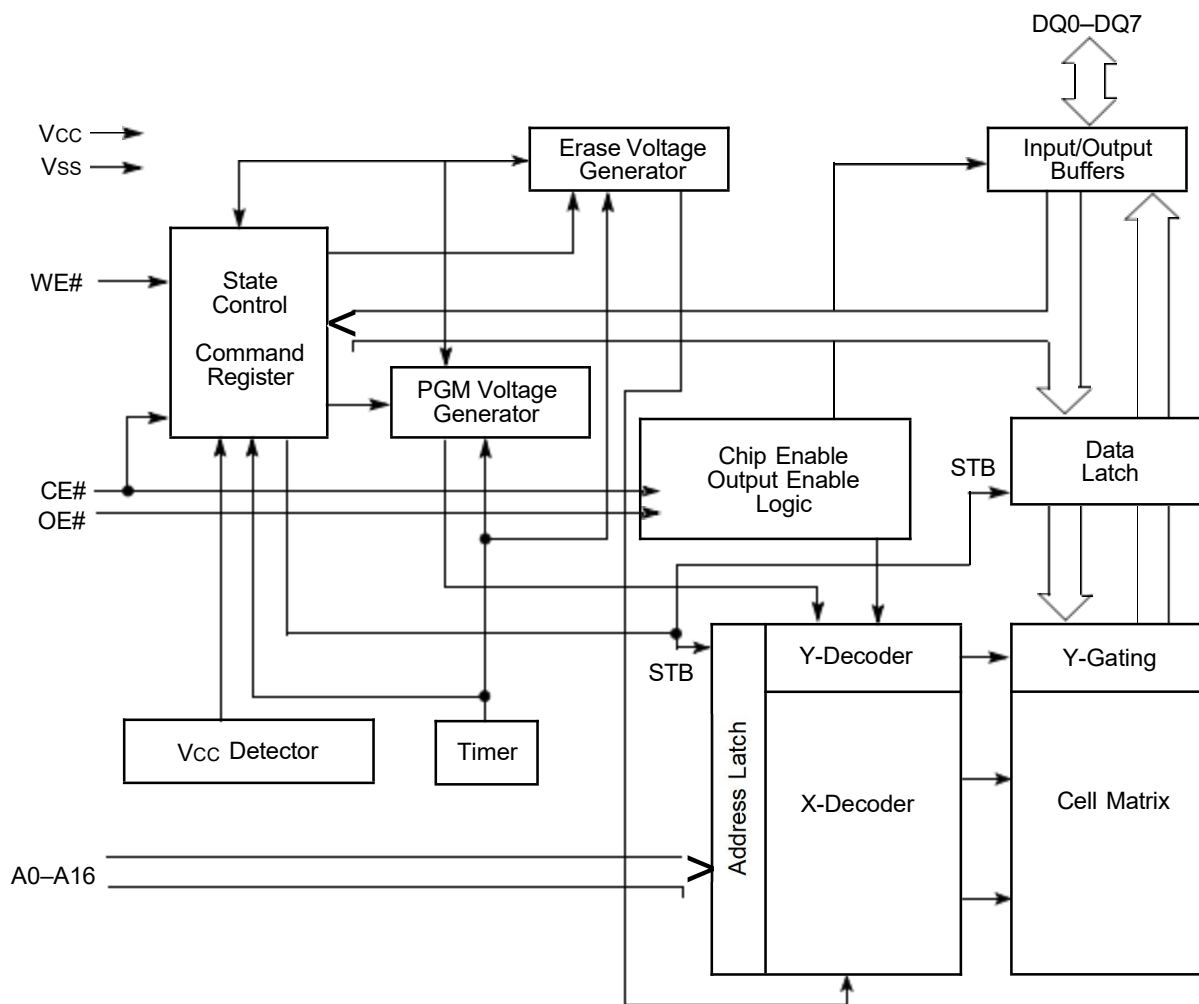 DQ0–DQ7
VCC
VSS
Erase Voltage
Generator
Input/Output
Buffers
WE#
State
Control
Command
Register
PGM Voltage
Generator
Chip Enable
Output Enable
Logic
STB
Data
Latch
CE#
OE#
STB
Y-Decoder
Y-Gating
VCC Detector
Timer
Address Latch
X-Decoder
Cell Matrix
A0–A16